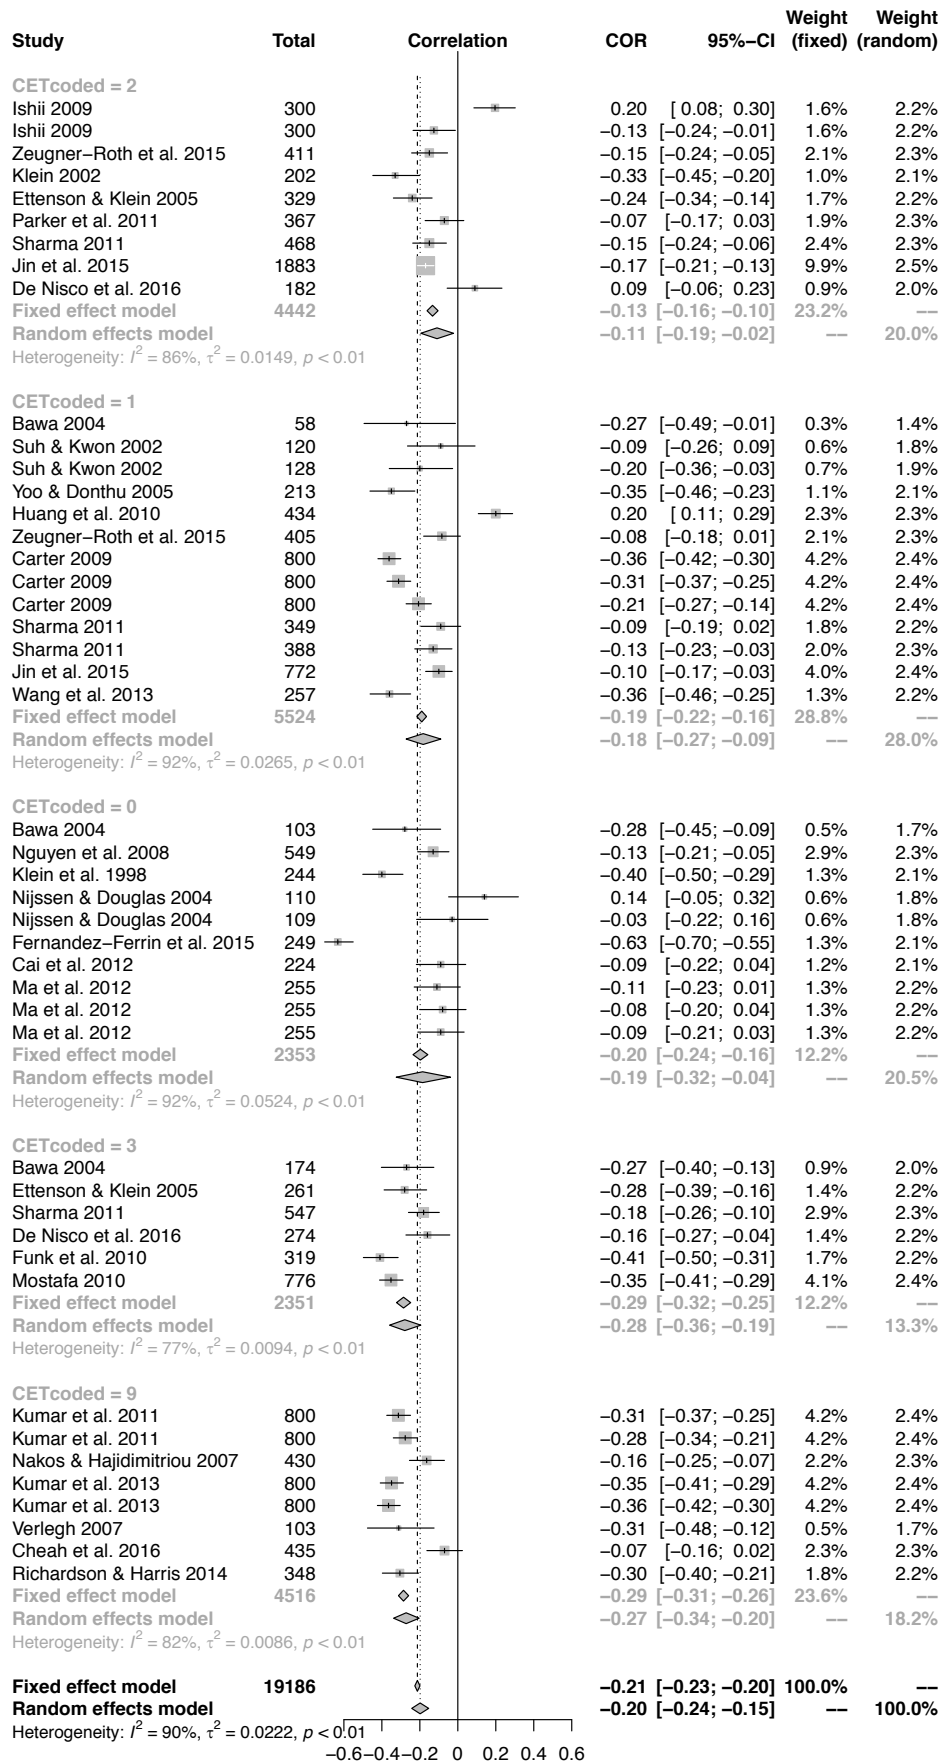 Weight Weight
Study Total Correlation COR 95%−CI (fixed) (random)
CETcoded = 2
Ishii 2009 300 0.20 [ 0.08; 0.30] 1.6% 2.2%
Ishii 2009 300 −0.13 [−0.24; −0.01] 1.6% 2.2%
Zeugner−Roth et al. 2015 411 −0.15 [−0.24; −0.05] 2.1% 2.3%
Klein 2002 202 −0.33 [−0.45; −0.20] 1.0% 2.1%
Ettenson & Klein 2005 329 −0.24 [−0.34; −0.14] 1.7% 2.2%
Parker et al. 2011 367 −0.07 [−0.17; 0.03] 1.9% 2.3%
Sharma 2011 468 −0.15 [−0.24; −0.06] 2.4% 2.3%
Jin et al. 2015 1883 −0.17 [−0.21; −0.13] 9.9% 2.5%
De Nisco et al. 2016 182 0.09 [−0.06; 0.23] 0.9% 2.0%
Fixed effect model 4442 −0.13 [−0.16; −0.10] 23.2% −−
Random effects model −0.11 [−0.19; −0.02] −− 20.0%
Heterogeneity: I² = 86%, τ² = 0.0149, p < 0.01
CETcoded = 1
Bawa 2004 58 −0.27 [−0.49; −0.01] 0.3% 1.4%
Suh & Kwon 2002 120 −0.09 [−0.26; 0.09] 0.6% 1.8%
Suh & Kwon 2002 128 −0.20 [−0.36; −0.03] 0.7% 1.9%
Yoo & Donthu 2005 213 −0.35 [−0.46; −0.23] 1.1% 2.1%
Huang et al. 2010 434 0.20 [ 0.11; 0.29] 2.3% 2.3%
Zeugner−Roth et al. 2015 405 −0.08 [−0.18; 0.01] 2.1% 2.3%
Carter 2009 800 −0.36 [−0.42; −0.30] 4.2% 2.4%
Carter 2009 800 −0.31 [−0.37; −0.25] 4.2% 2.4%
Carter 2009 800 −0.21 [−0.27; −0.14] 4.2% 2.4%
Sharma 2011 349 −0.09 [−0.19; 0.02] 1.8% 2.2%
Sharma 2011 388 −0.13 [−0.23; −0.03] 2.0% 2.3%
Jin et al. 2015 772 −0.10 [−0.17; −0.03] 4.0% 2.4%
Wang et al. 2013 257 −0.36 [−0.46; −0.25] 1.3% 2.2%
Fixed effect model 5524 −0.19 [−0.22; −0.16] 28.8% −−
Random effects model −0.18 [−0.27; −0.09] −− 28.0%
Heterogeneity: I² = 92%, τ² = 0.0265, p < 0.01
CETcoded = 0
Bawa 2004 103 −0.28 [−0.45; −0.09] 0.5% 1.7%
Nguyen et al. 2008 549 −0.13 [−0.21; −0.05] 2.9% 2.3%
Klein et al. 1998 244 −0.40 [−0.50; −0.29] 1.3% 2.1%
Nijssen & Douglas 2004 110 0.14 [−0.05; 0.32] 0.6% 1.8%
Nijssen & Douglas 2004 109 −0.03 [−0.22; 0.16] 0.6% 1.8%
Fernandez−Ferrin et al. 2015 249 −0.63 [−0.70; −0.55] 1.3% 2.1%
Cai et al. 2012 224 −0.09 [−0.22; 0.04] 1.2% 2.1%
Ma et al. 2012 255 −0.11 [−0.23; 0.01] 1.3% 2.2%
Ma et al. 2012 255 −0.08 [−0.20; 0.04] 1.3% 2.2%
Ma et al. 2012 255 −0.09 [−0.21; 0.03] 1.3% 2.2%
Fixed effect model 2353 −0.20 [−0.24; −0.16] 12.2% −−
Random effects model −0.19 [−0.32; −0.04] −− 20.5%
Heterogeneity: I² = 92%, τ² = 0.0524, p < 0.01
CETcoded = 3
Bawa 2004 174 −0.27 [−0.40; −0.13] 0.9% 2.0%
Ettenson & Klein 2005 261 −0.28 [−0.39; −0.16] 1.4% 2.2%
Sharma 2011 547 −0.18 [−0.26; −0.10] 2.9% 2.3%
De Nisco et al. 2016 274 −0.16 [−0.27; −0.04] 1.4% 2.2%
Funk et al. 2010 319 −0.41 [−0.50; −0.31] 1.7% 2.2%
Mostafa 2010 776 −0.35 [−0.41; −0.29] 4.1% 2.4%
Fixed effect model 2351 −0.29 [−0.32; −0.25] 12.2% −−
Random effects model −0.28 [−0.36; −0.19] −− 13.3%
Heterogeneity: I² = 77%, τ² = 0.0094, p < 0.01
CETcoded = 9
Kumar et al. 2011 800 −0.31 [−0.37; −0.25] 4.2% 2.4%
Kumar et al. 2011 800 −0.28 [−0.34; −0.21] 4.2% 2.4%
Nakos & Hajidimitriou 2007 430 −0.16 [−0.25; −0.07] 2.2% 2.3%
Kumar et al. 2013 800 −0.35 [−0.41; −0.29] 4.2% 2.4%
Kumar et al. 2013 800 −0.36 [−0.42; −0.30] 4.2% 2.4%
Verlegh 2007 103 −0.31 [−0.48; −0.12] 0.5% 1.7%
Cheah et al. 2016 435 −0.07 [−0.16; 0.02] 2.3% 2.3%
Richardson & Harris 2014 348 −0.30 [−0.40; −0.21] 1.8% 2.2%
Fixed effect model 4516 −0.29 [−0.31; −0.26] 23.6% −−
Random effects model −0.27 [−0.34; −0.20] −− 18.2%
Heterogeneity: I² = 82%, τ² = 0.0086, p < 0.01
Fixed effect model 19186 −0.21 [−0.23; −0.20] 100.0% −−
Random effects model −0.20 [−0.24; −0.15] −− 100.0%
Heterogeneity: I² = 90%, τ² = 0.0222, p < 0.01
−0.6 −0.4 −0.2 0 0.2 0.4 0.6